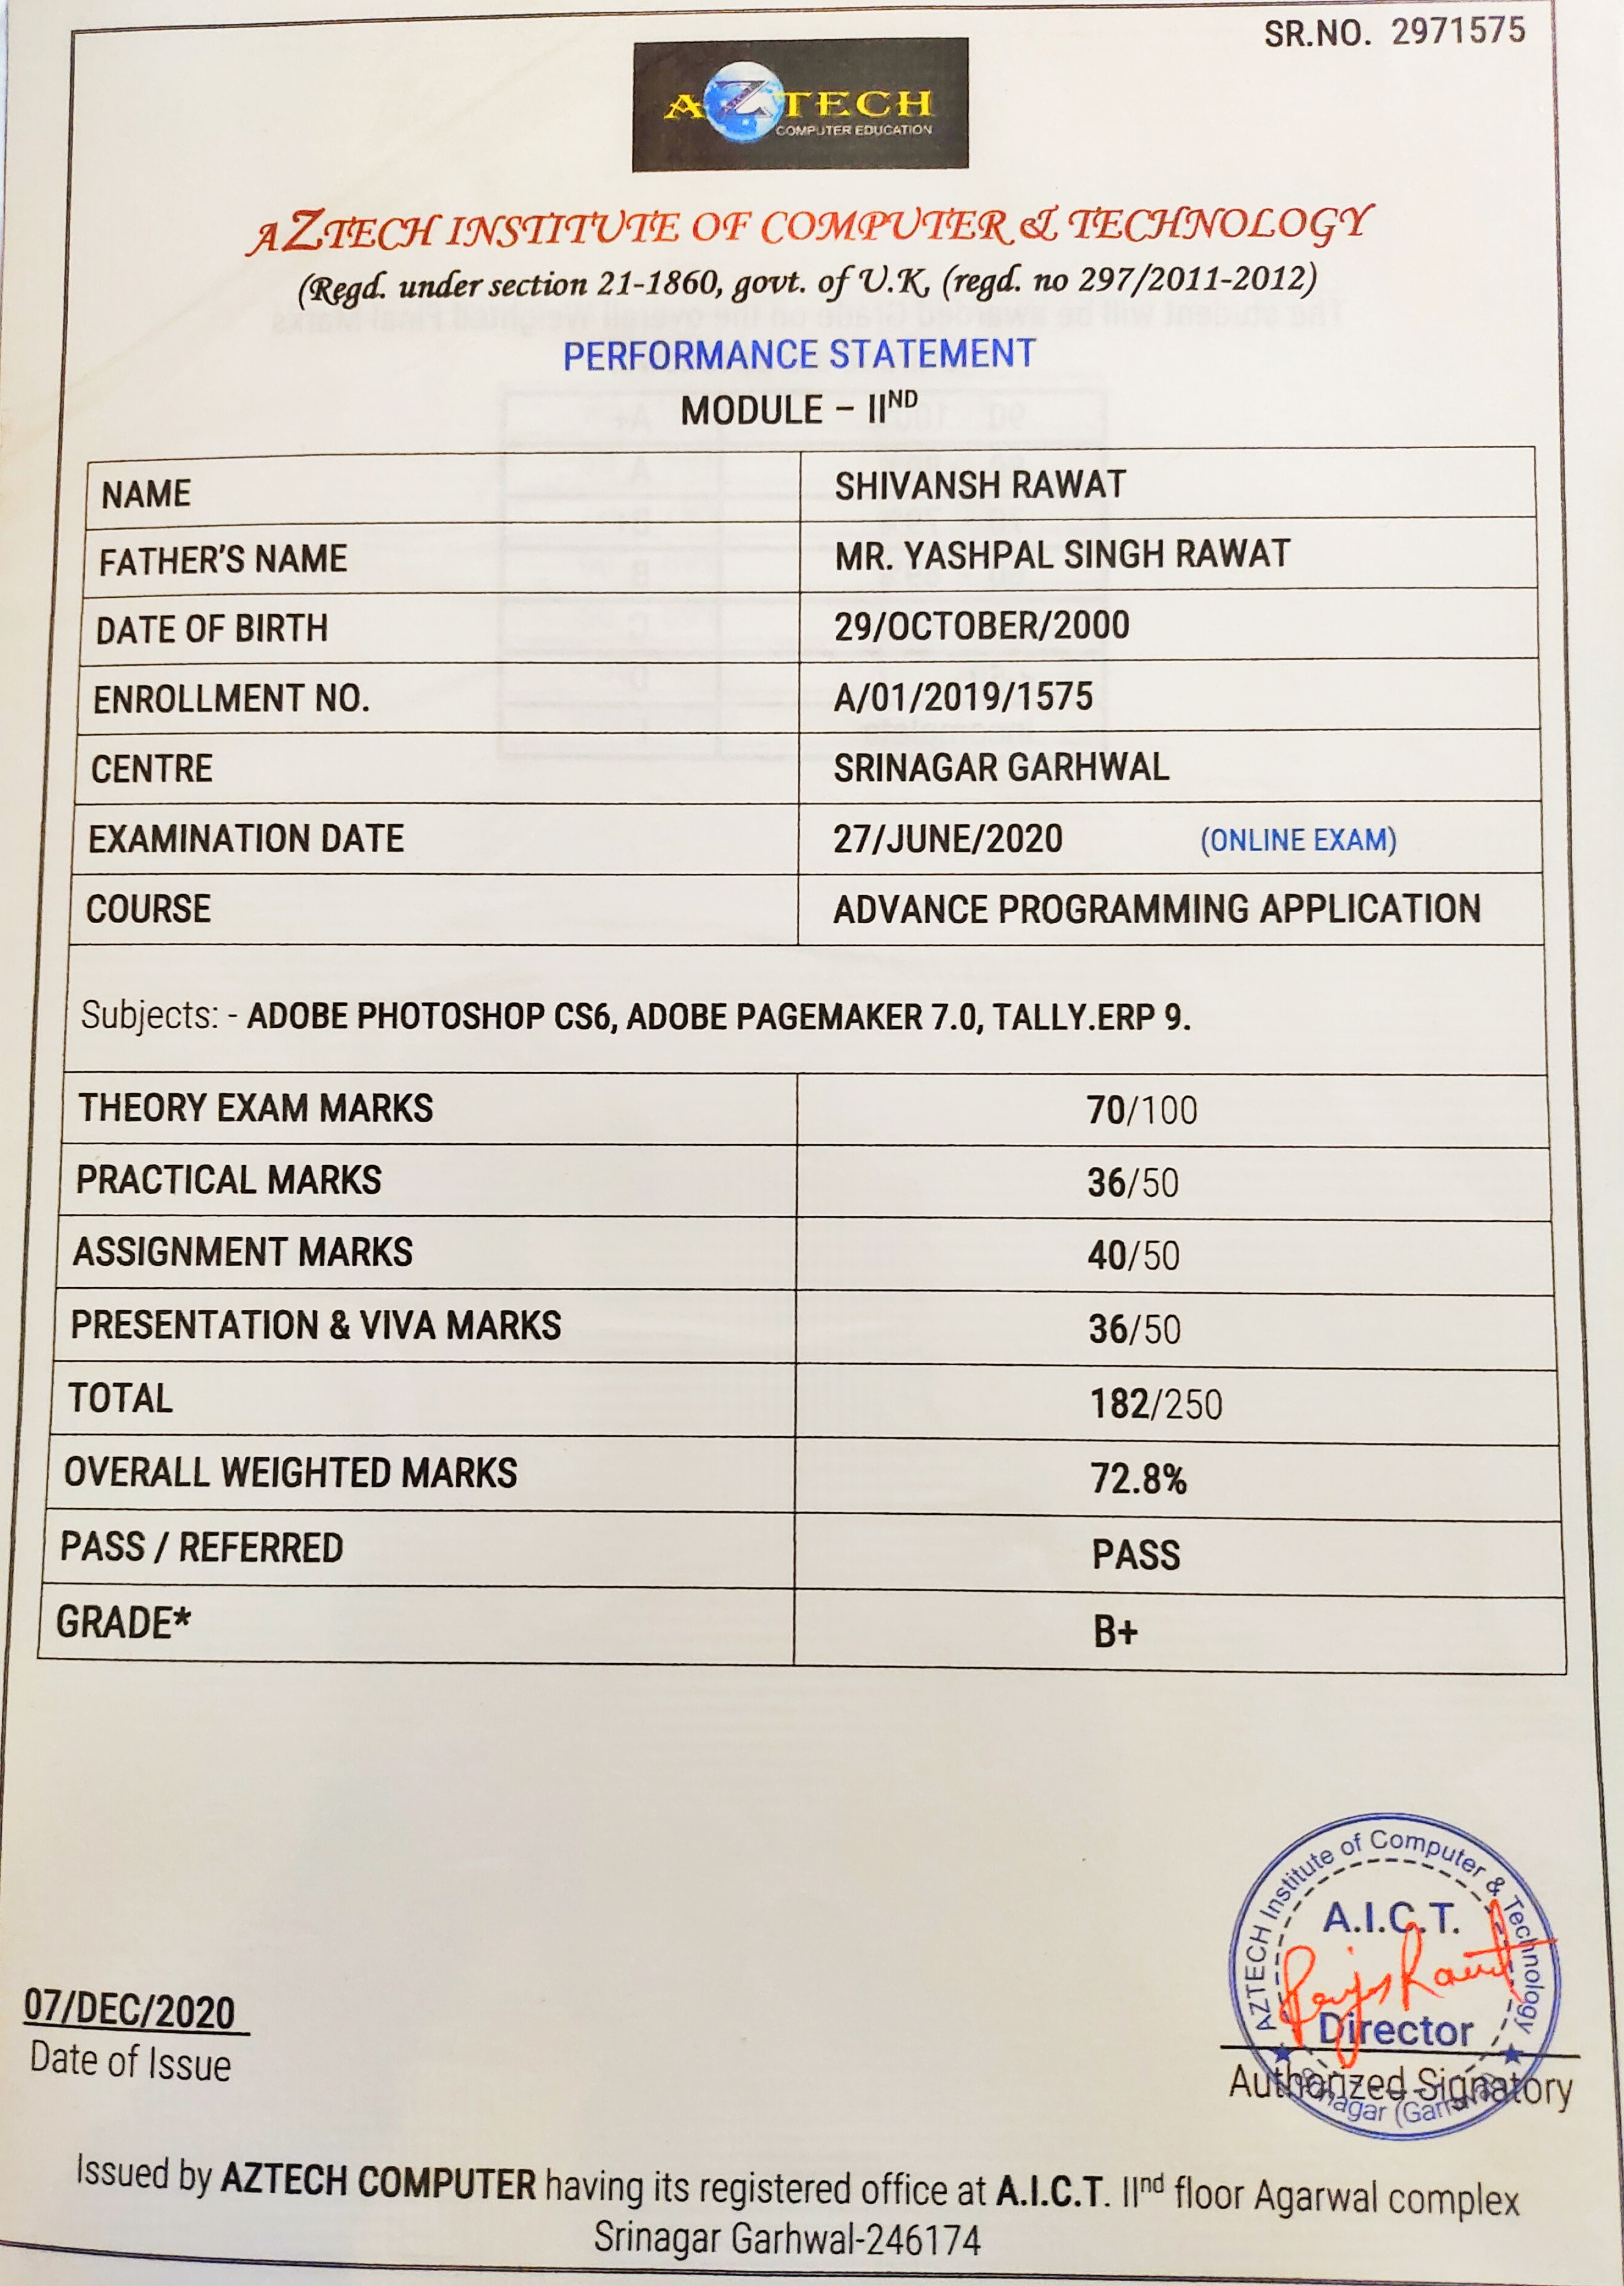 SR.NO. 2971575
AZTECH
COMPUTER EDUCATION
AZTECH INSTITUTE OF COMPUTER & TECHNOLOGY
(Regd. under section 21-1860, govt. of U.K, (regd. no 297/2011-2012)
PERFORMANCE STATEMENT
MODULE – IIND
NAME SHIVANSH RAWAT
FATHER'S NAME MR. YASHPAL SINGH RAWAT
DATE OF BIRTH 29/OCTOBER/2000
ENROLLMENT NO. A/01/2019/1575
CENTRE SRINAGAR GARHWAL
EXAMINATION DATE 27/JUNE/2020 (ONLINE EXAM)
COURSE ADVANCE PROGRAMMING APPLICATION
Subjects: - ADOBE PHOTOSHOP CS6, ADOBE PAGEMAKER 7.0, TALLY.ERP 9.
THEORY EXAM MARKS 70/100
PRACTICAL MARKS 36/50
ASSIGNMENT MARKS 40/50
PRESENTATION & VIVA MARKS 36/50
TOTAL 182/250
OVERALL WEIGHTED MARKS 72.8%
PASS / REFERRED PASS
GRADE* B+
AZTECH Institute of Computer & Technology
A.I.C.T.
Director
Srinagar (Garhwal)
07/DEC/2020
Date of Issue
Authorized Signatory
Issued by AZTECH COMPUTER having its registered office at A.I.C.T. IInd floor Agarwal complex
Srinagar Garhwal-246174